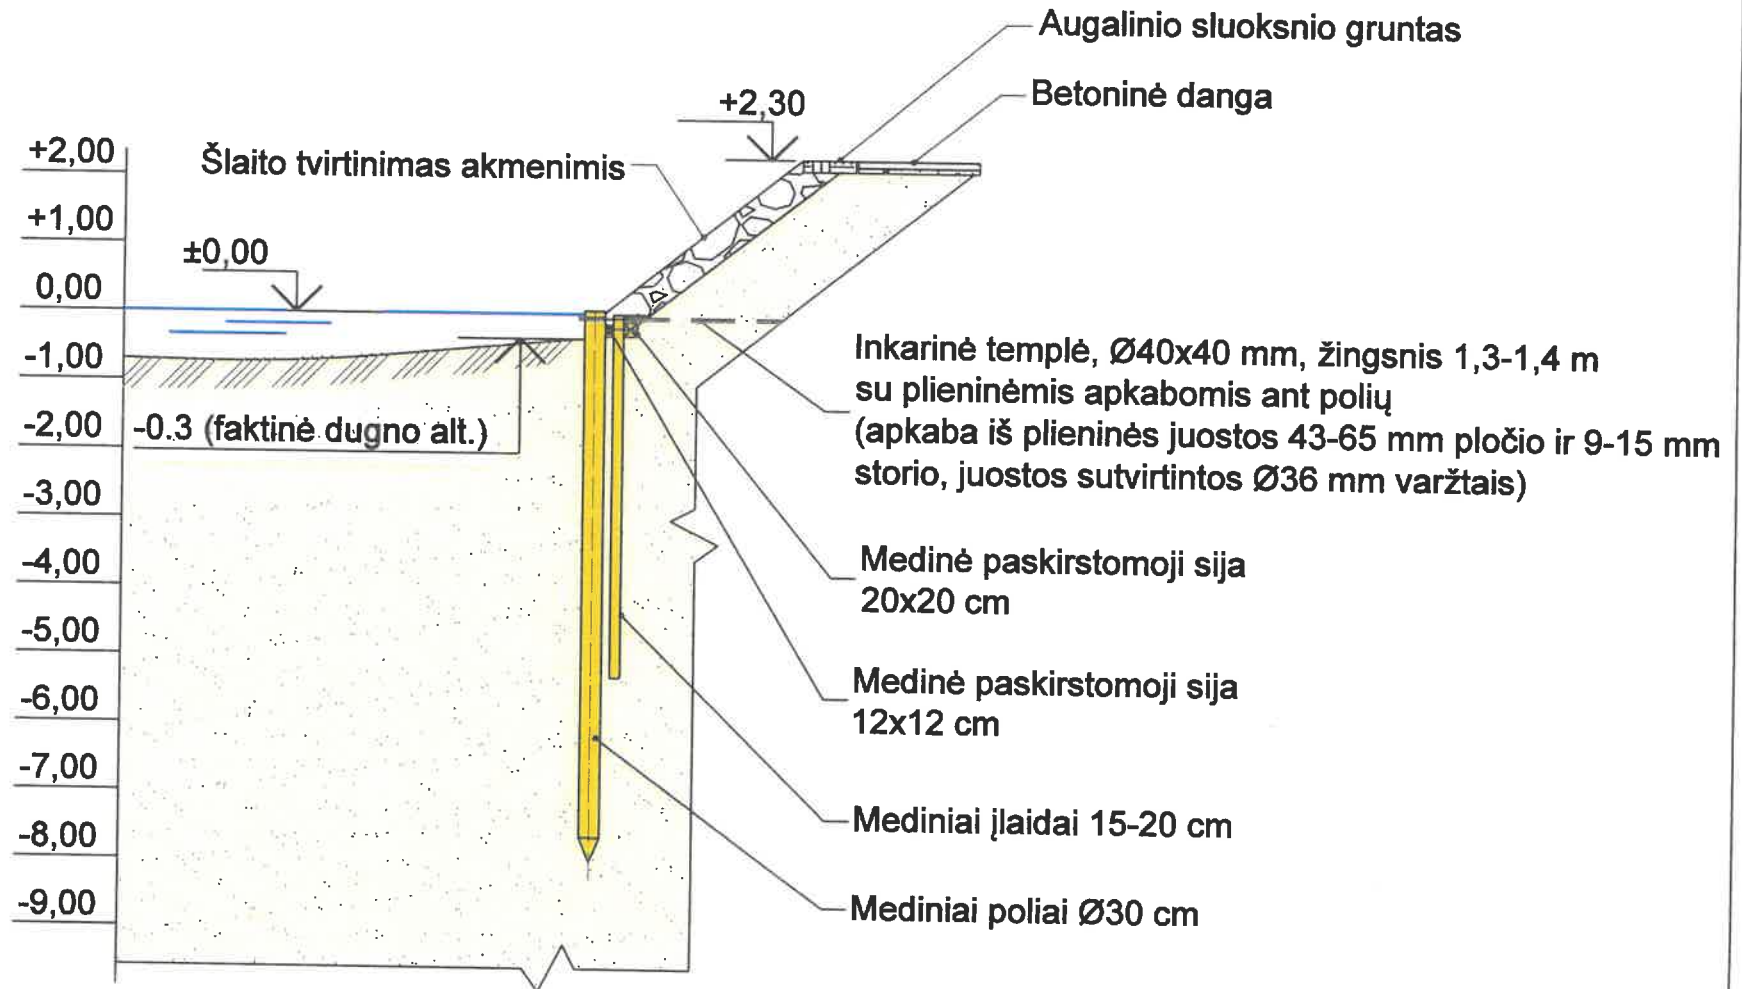 Augalinio sluoksnio gruntas
Betoninė danga
+2,30
+2,00
Šlaito tvirtinimas akmenimis
+1,00
±0,00
0,00
-1,00
Inkarinė templė, Ø40x40 mm, žingsnis 1,3-1,4 m
su plieninėmis apkabomis ant polių
(apkaba iš plieninės juostos 43-65 mm pločio ir 9-15 mm
storio, juostos sutvirtintos Ø36 mm varžtais)
-2,00
-0.3 (faktinė dugno alt.)
-3,00
-4,00
Medinė paskirstomoji sija
20x20 cm
-5,00
-6,00
Medinė paskirstomoji sija
12x12 cm
-7,00
-8,00
Mediniai įlaidai 15-20 cm
-9,00
Mediniai poliai Ø30 cm